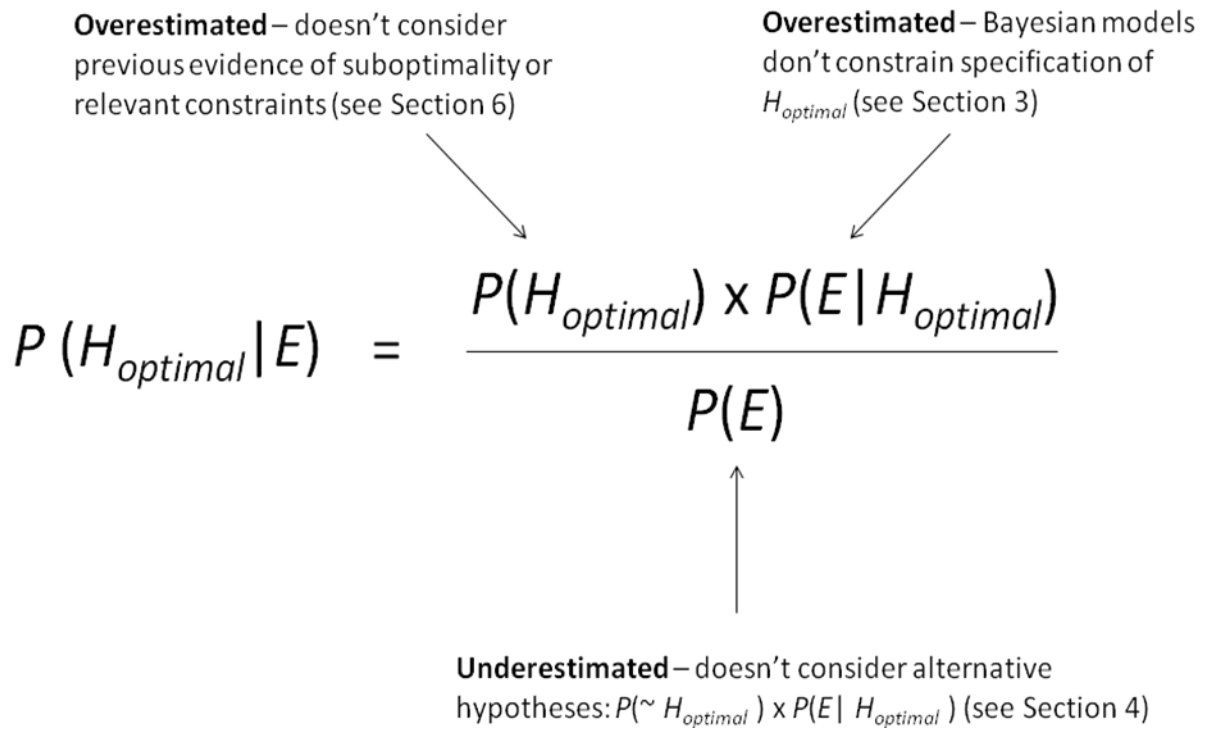 Overestimated – doesn't consider
previous evidence of suboptimality or
relevant constraints (see Section 6)
Overestimated – Bayesian models
don't constrain specification of
H_optimal (see Section 3)
P(H_optimal) x P(E|H_optimal)
P (H_optimal|E) =
P(E)
Underestimated – doesn't consider alternative
hypotheses: P(~ H_optimal ) x P(E| H_optimal ) (see Section 4)